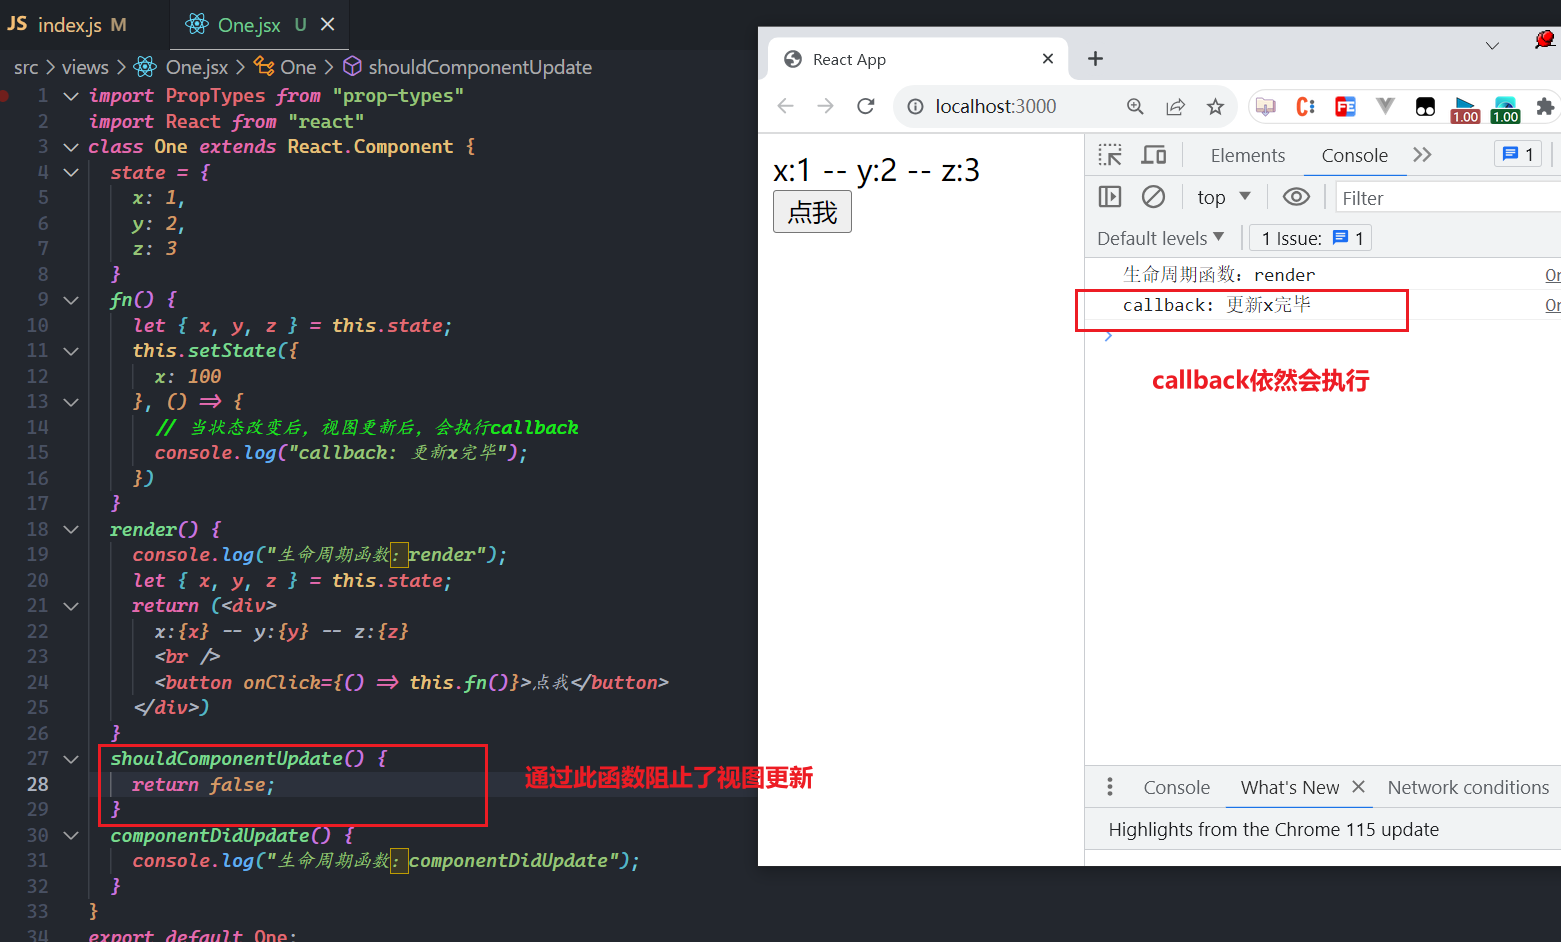 JS index.js M
One.jsx U
src > views > One.jsx > One > shouldComponentUpdate
1 import PropTypes from "prop-types"
2 import React from "react"
3 class One extends React.Component {
4 state = {
5 x: 1,
6 y: 2,
7 z: 3
8 }
9 fn() {
10 let { x, y, z } = this.state;
11 this.setState({
12 x: 100
13 }, () => {
14 // 当状态改变后，视图更新后，会执行callback
15 console.log("callback: 更新x完毕");
16 })
17 }
18 render() {
19 console.log("生命周期函数：render");
20 let { x, y, z } = this.state;
21 return (<div>
22 x:{x} -- y:{y} -- z:{z}
23 <br />
24 <button onClick={() => this.fn()}>点我</button>
25 </div>)
26 }
27 shouldComponentUpdate() {
28 return false;
29 }
30 componentDidUpdate() {
31 console.log("生命周期函数：componentDidUpdate");
32 }
33 }
34 export default One;
通过此函数阻止了视图更新
React App
localhost:3000
1.00 1.00
x:1 -- y:2 -- z:3
点我
Elements Console 1
top Filter
Default levels 1 Issue: 1
生命周期函数：render
callback: 更新x完毕
callback依然会执行
Console What's New Network conditions
Highlights from the Chrome 115 update